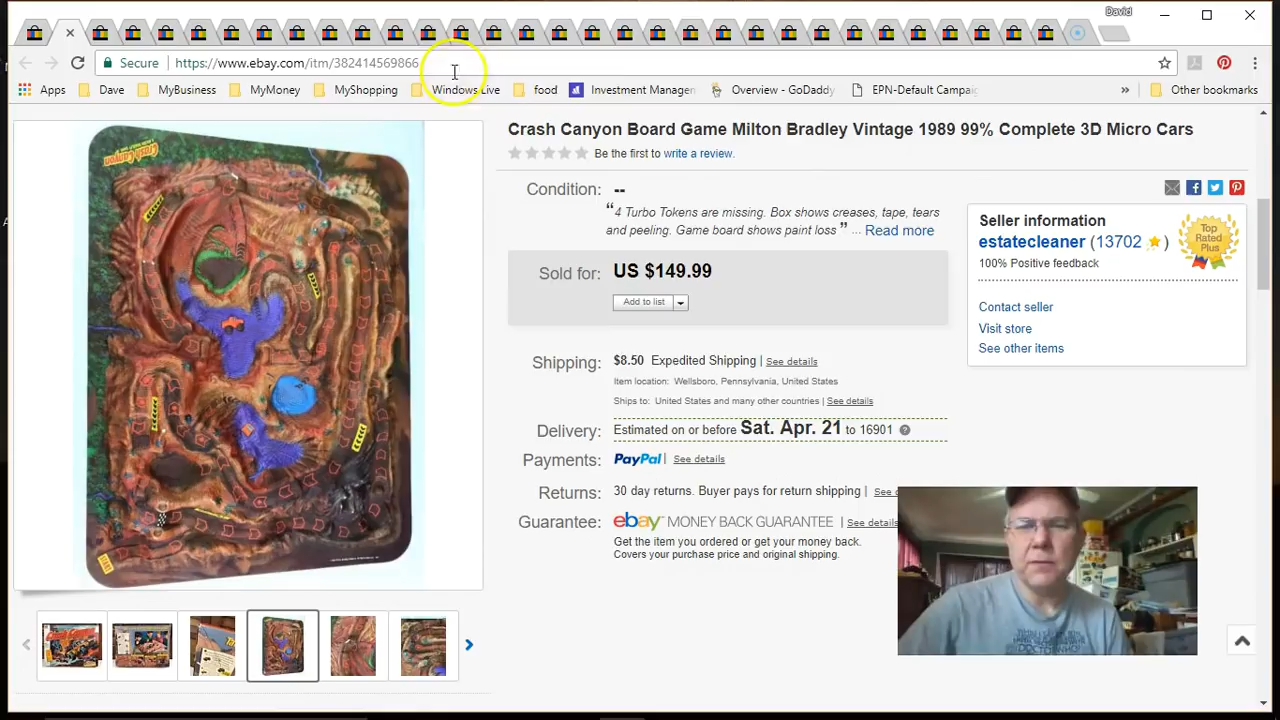 David
Secure
https://www.ebay.com/itm/382414569866
Apps Dave MyBusiness MyMoney MyShopping Windows Live food Investment Manager Overview - GoDaddy EPN-Default Campai » Other bookmarks
Crash Canyon
Crash Canyon Board Game Milton Bradley Vintage 1989 99% Complete 3D Micro Cars
Be the first to write a review.
Condition: --
“ 4 Turbo Tokens are missing. Box shows creases, tape, tears
and peeling. Game board shows paint loss ” ... Read more
Sold for: US $149.99
Add to list
Shipping: $8.50 Expedited Shipping | See details
Item location: Wellsboro, Pennsylvania, United States
Ships to: United States and many other countries | See details
Delivery: Estimated on or before Sat. Apr. 21 to 16901
Payments: PayPal | See details
Returns: 30 day returns. Buyer pays for return shipping | See
Guarantee: ebay MONEY BACK GUARANTEE | See details
Get the item you ordered or get your money back.
Covers your purchase price and original shipping.
Seller information
estatecleaner (13702 )
100% Positive feedback
Top
Rated
Plus
Contact seller
Visit store
See other items